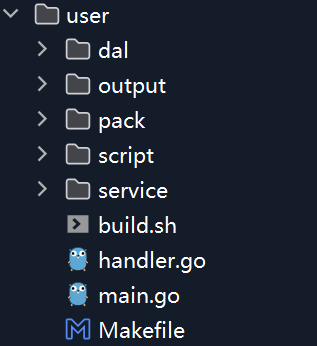 user
dal
output
pack
script
service
build.sh
handler.go
main.go
Makefile